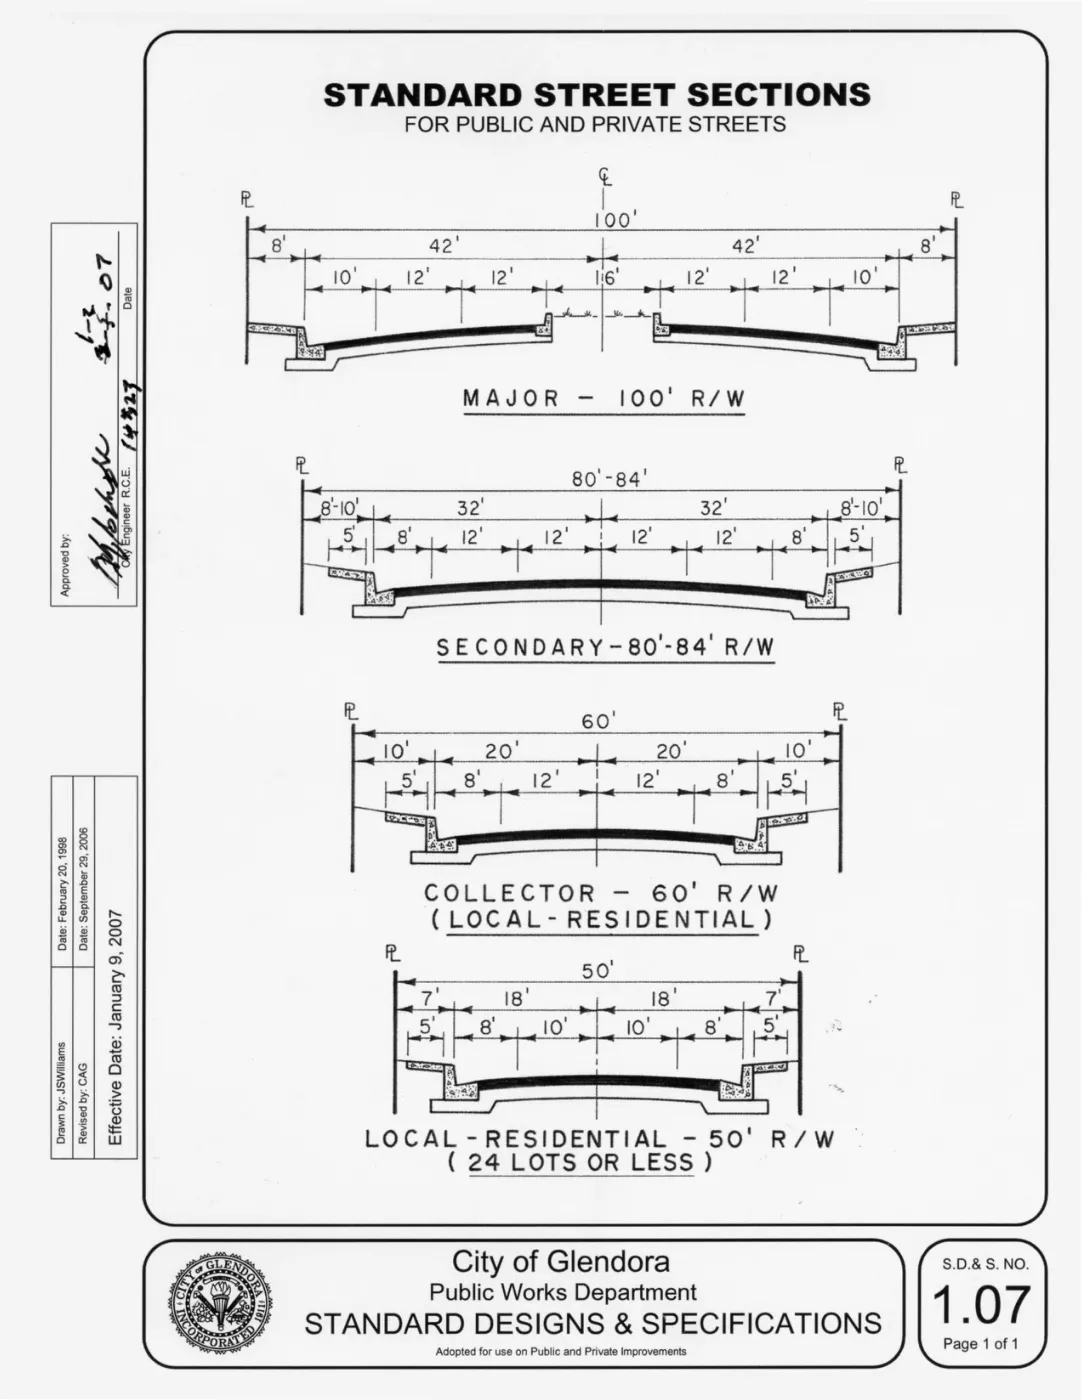 STANDARD STREET SECTIONS
FOR PUBLIC AND PRIVATE STREETS
℄
PL PL
100'
8' 42' 42' 8'
10' 12' 12' 16' 12' 12' 10'
MAJOR - 100' R/W
PL PL
80'-84'
8'-10' 32' 32' 8'-10'
5' 8' 12' 12' 12' 12' 8' 5'
SECONDARY-80'-84' R/W
PL PL
60'
10' 20' 20' 10'
5' 8' 12' 12' 8' 5'
COLLECTOR - 60' R/W
(LOCAL-RESIDENTIAL)
PL PL
50'
7' 18' 18' 7'
5' 8' 10' 10' 8' 5'
LOCAL-RESIDENTIAL - 50' R/W
(24 LOTS OR LESS)
Approved by:
City Engineer R.C.E. Date
Drawn by: JSWilliams Date: February 20, 1998
Revised by: CAG Date: September 29, 2006
Effective Date: January 9, 2007
CITY OF GLENDORA
INCORPORATED 1911
City of Glendora
Public Works Department
STANDARD DESIGNS & SPECIFICATIONS
Adopted for use on Public and Private Improvements
S.D.& S. NO.
1.07
Page 1 of 1